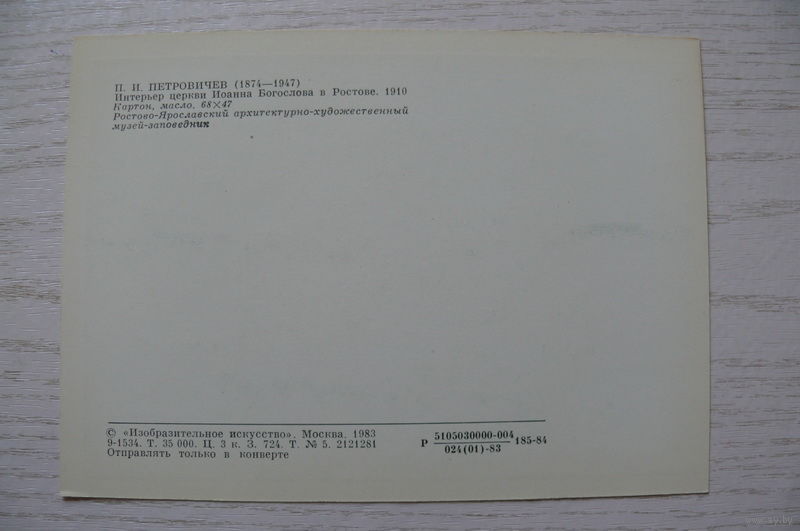 П. И. ПЕТРОВИЧЕВ (1874—1947)
Интерьер церкви Иоанна Богослова в Ростове. 1910
Картон, масло. 68×47
Ростово-Ярославский архитектурно-художественный
музей-заповедник
© «Изобразительное искусство». Москва. 1983
9-1534. Т. 35 000. Ц. 3 к. З. 724. Т. № 5. 2121281
Отправлять только в конверте
Р 5105030000-004 185-84
024(01)-83